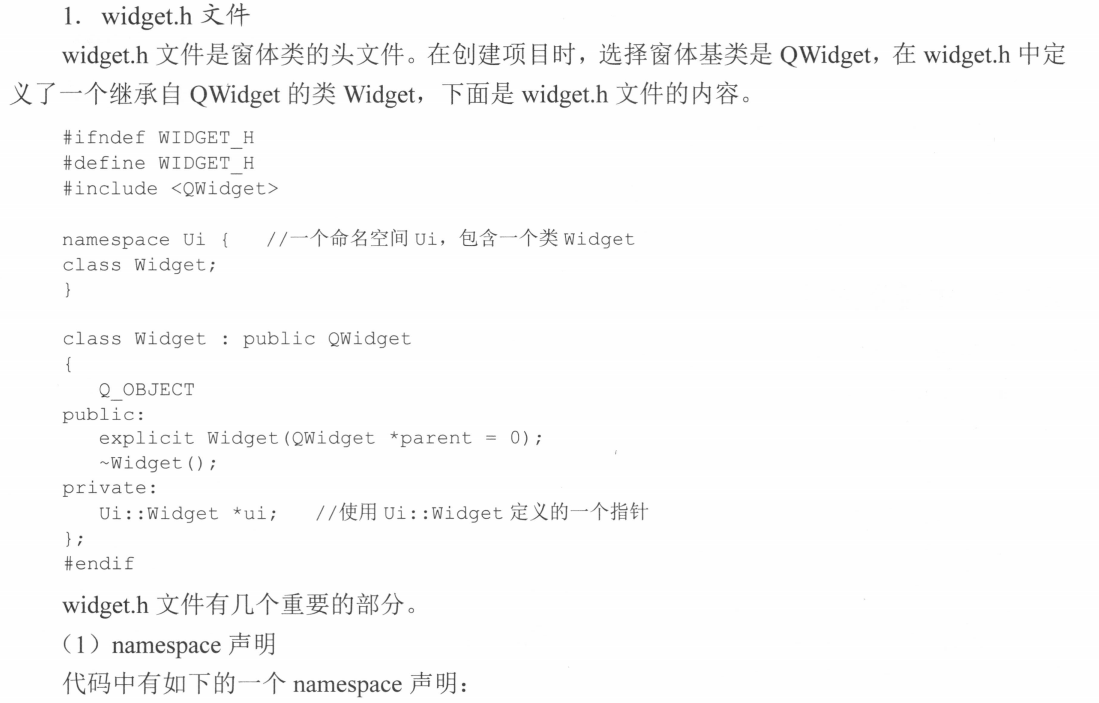 1. widget.h 文件
widget.h 文件是窗体类的头文件。在创建项目时，选择窗体基类是 QWidget，在 widget.h 中定
义了一个继承自 QWidget 的类 Widget，下面是 widget.h 文件的内容。
#ifndef WIDGET_H
#define WIDGET_H
#include <QWidget>
namespace Ui {   //一个命名空间 Ui，包含一个类 Widget
class Widget;
}
class Widget : public QWidget
{
   Q_OBJECT
public:
   explicit Widget(QWidget *parent = 0);
   ~Widget();
private:
   Ui::Widget *ui;   //使用 Ui::Widget 定义的一个指针
};
#endif
widget.h 文件有几个重要的部分。
（1）namespace 声明
代码中有如下的一个 namespace 声明：